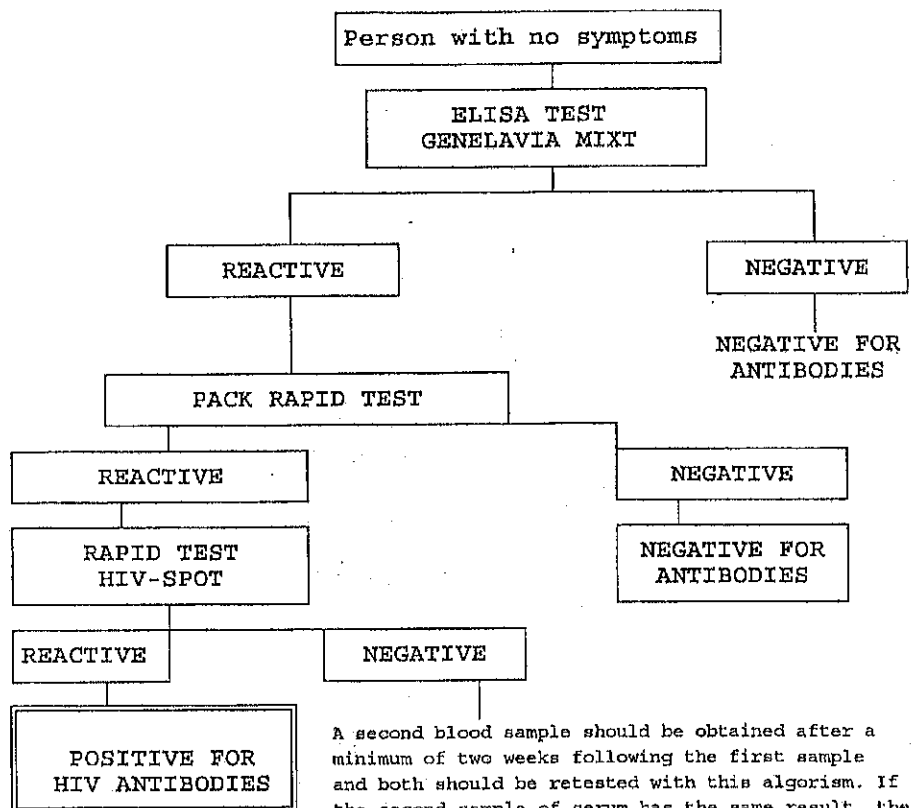 Person with no symptoms
ELISA TEST
GENELAVIA MIXT
REACTIVE
NEGATIVE
NEGATIVE FOR
ANTIBODIES
PACK RAPID TEST
REACTIVE
NEGATIVE
RAPID TEST
HIV-SPOT
NEGATIVE FOR
ANTIBODIES
REACTIVE
NEGATIVE
POSITIVE FOR
HIV ANTIBODIES
A second blood sample should be obtained after a
minimum of two weeks following the first sample
and both should be retested with this algorism. If
the second sample of serum has the same result, the